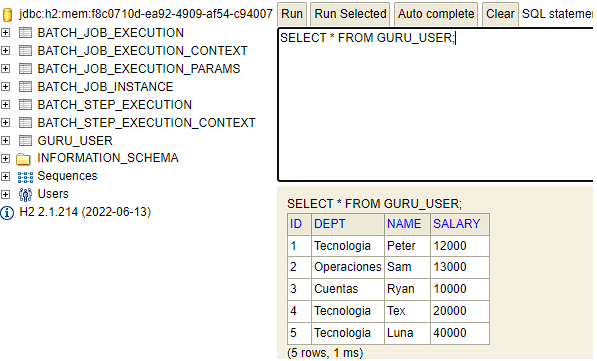 jdbc:h2:mem:f8c0710d-ea92-4909-af54-c94007
BATCH_JOB_EXECUTION
BATCH_JOB_EXECUTION_CONTEXT
BATCH_JOB_EXECUTION_PARAMS
BATCH_JOB_INSTANCE
BATCH_STEP_EXECUTION
BATCH_STEP_EXECUTION_CONTEXT
GURU_USER
INFORMATION_SCHEMA
Sequences
Users
H2 2.1.214 (2022-06-13)
Run Run Selected Auto complete Clear SQL stateme
SELECT * FROM GURU_USER;
SELECT * FROM GURU_USER;
ID DEPT NAME SALARY
1 Tecnologia Peter 12000
2 Operaciones Sam 13000
3 Cuentas Ryan 10000
4 Tecnologia Tex 20000
5 Tecnologia Luna 40000
(5 rows, 1 ms)